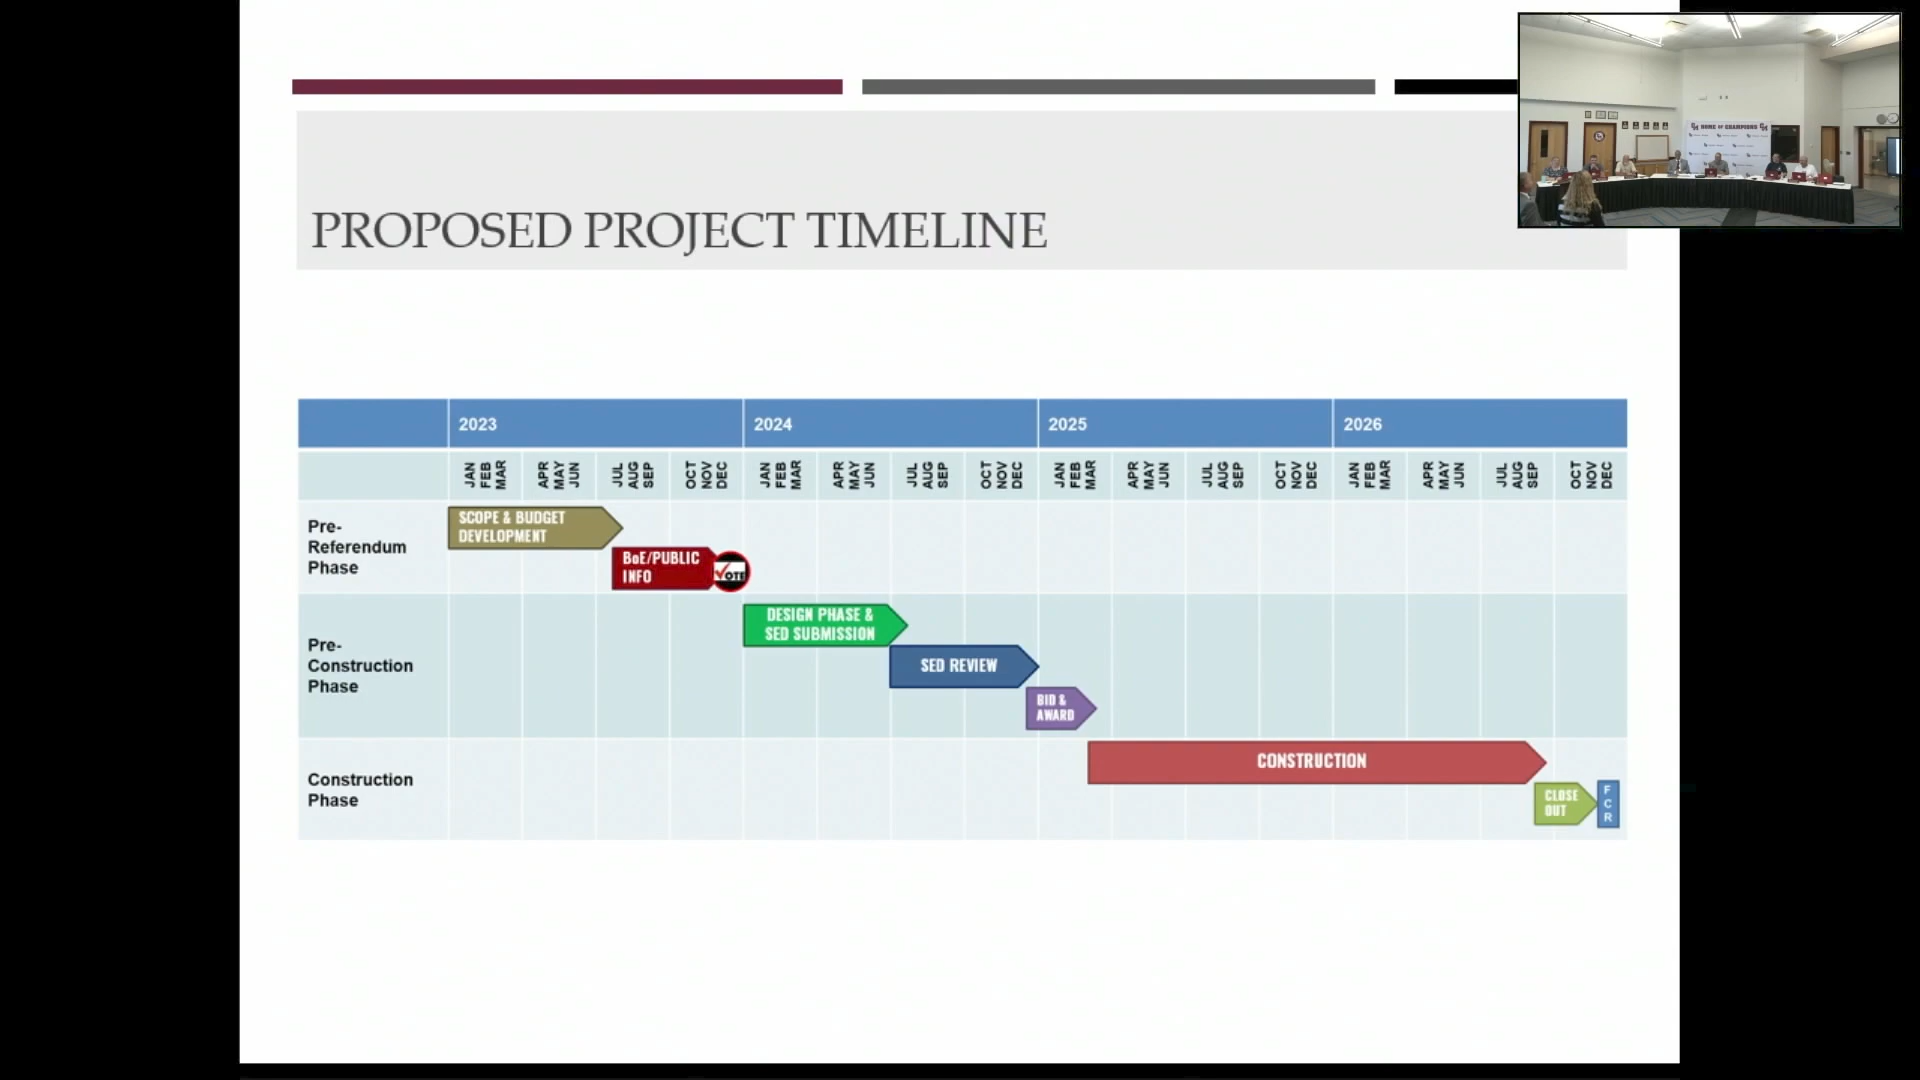 HOME OF CHAMPIONS
PROPOSED PROJECT TIMELINE
2023
2024
2025
2026
JAN
FEB
MAR
APR
MAY
JUN
JUL
AUG
SEP
OCT
NOV
DEC
JAN
FEB
MAR
APR
MAY
JUN
JUL
AUG
SEP
OCT
NOV
DEC
JAN
FEB
MAR
APR
MAY
JUN
JUL
AUG
SEP
OCT
NOV
DEC
JAN
FEB
MAR
APR
MAY
JUN
JUL
AUG
SEP
OCT
NOV
DEC
Pre-
Referendum
Phase
SCOPE & BUDGET
DEVELOPMENT
BoE/PUBLIC
INFO
VOTE
Pre-
Construction
Phase
DESIGN PHASE &
SED SUBMISSION
SED REVIEW
BID &
AWARD
Construction
Phase
CONSTRUCTION
CLOSE
OUT
F
C
R